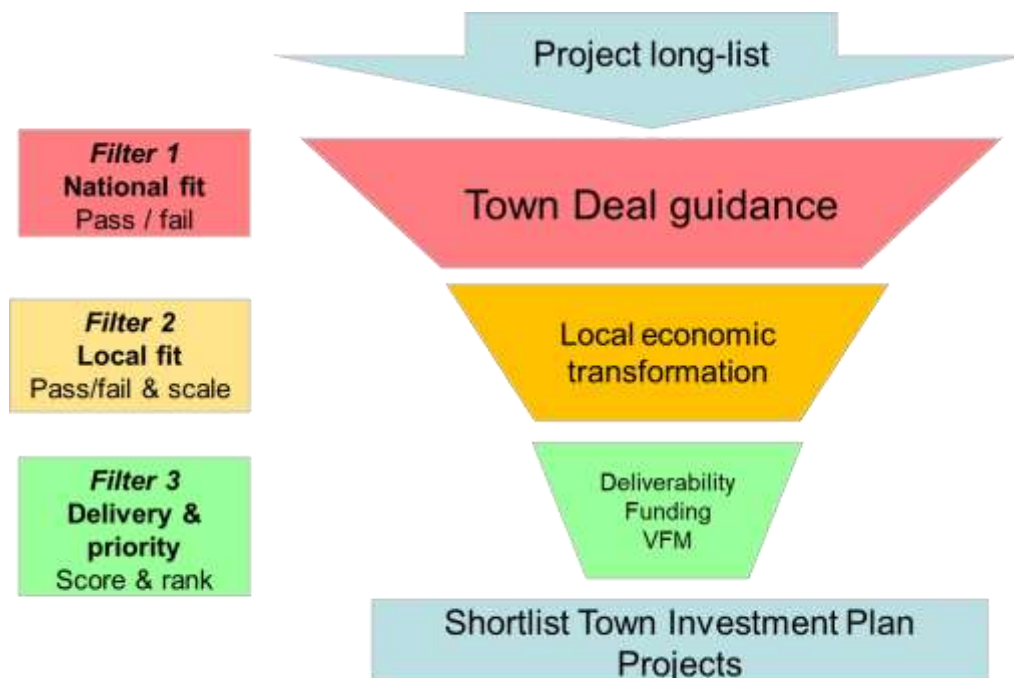 Project long-list
Filter 1
National fit
Pass / fail
Town Deal guidance
Filter 2
Local fit
Pass/fail & scale
Local economic
transformation
Filter 3
Delivery &
priority
Score & rank
Deliverability
Funding
VFM
Shortlist Town Investment Plan
Projects